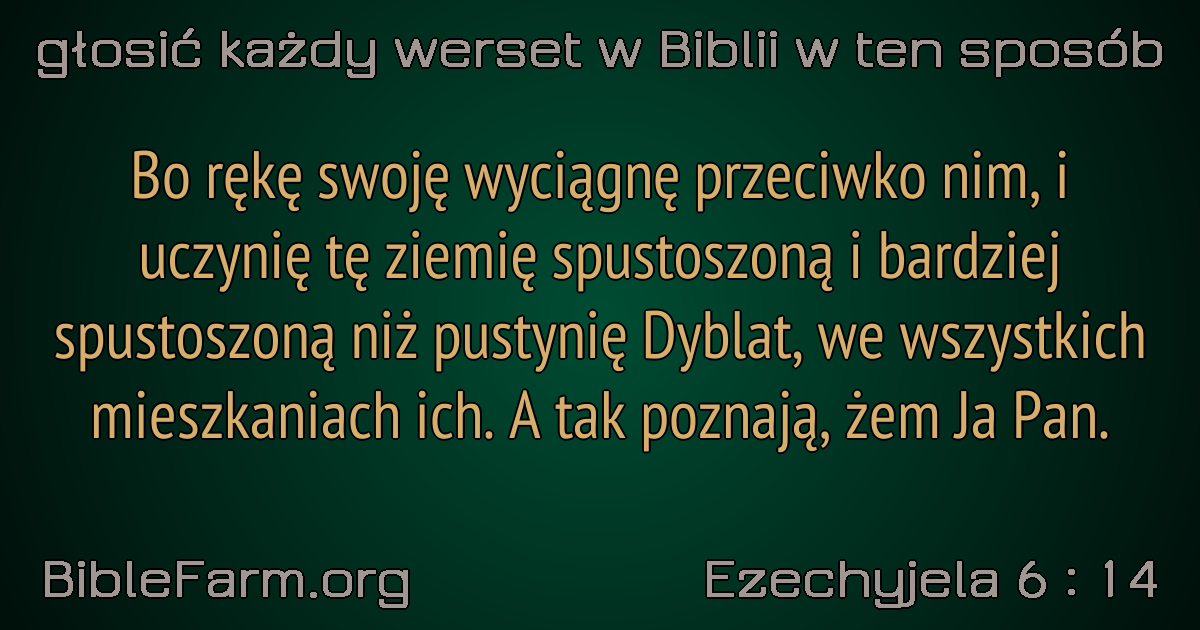 głosić każdy werset w Biblii w ten sposób
Bo rękę swoję wyciągnę przeciwko nim, i
uczynię tę ziemię spustoszoną i bardziej
spustoszoną niż pustynię Dyblat, we wszystkich
mieszkaniach ich. A tak poznają, żem Ja Pan.
BibleFarm.org
Ezechyjela 6 : 14